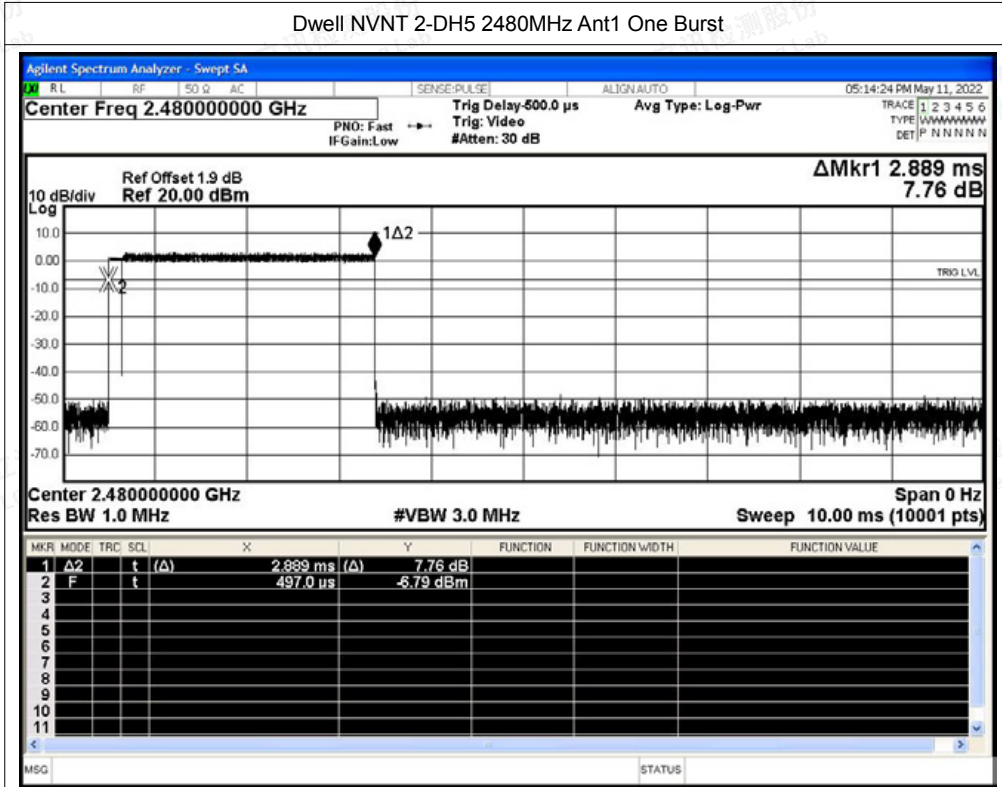 Dwell NVNT 2-DH5 2480MHz Ant1 One Burst
Agilent Spectrum Analyzer - Swept SA
RL RF 50 Ω AC SENSE:PULSE ALIGNAUTO 05:14:24 PM May 11, 2022
Center Freq 2.480000000 GHz
PNO: Fast
IFGain:Low
Trig Delay-500.0 µs
Trig: Video
#Atten: 30 dB
Avg Type: Log-Pwr
TRACE 1 2 3 4 5 6
TYPE WWWWWW
DET P N N N N N
ΔMkr1 2.889 ms
7.76 dB
Ref Offset 1.9 dB
10 dB/div Ref 20.00 dBm
Log
10.0
0.00
-10.0
-20.0
-30.0
-40.0
-50.0
-60.0
-70.0
1Δ2
2
TRIG LVL
Center 2.480000000 GHz Span 0 Hz
Res BW 1.0 MHz #VBW 3.0 MHz Sweep 10.00 ms (10001 pts)
MKR MODE TRC SCL X Y FUNCTION FUNCTION WIDTH FUNCTION VALUE
1 Δ2 t (Δ) 2.889 ms (Δ) 7.76 dB
2 F t 497.0 µs -6.79 dBm
3
4
5
6
7
8
9
10
11
MSG STATUS